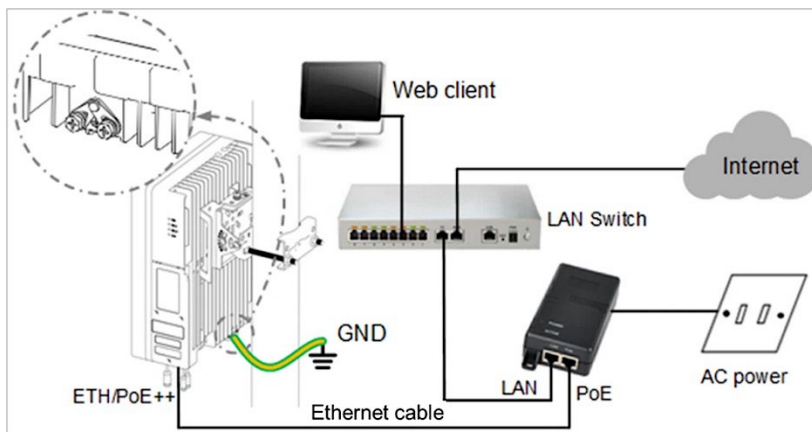 Web client
Internet
LAN Switch
GND
AC power
LAN
PoE
ETH/PoE++
Ethernet cable